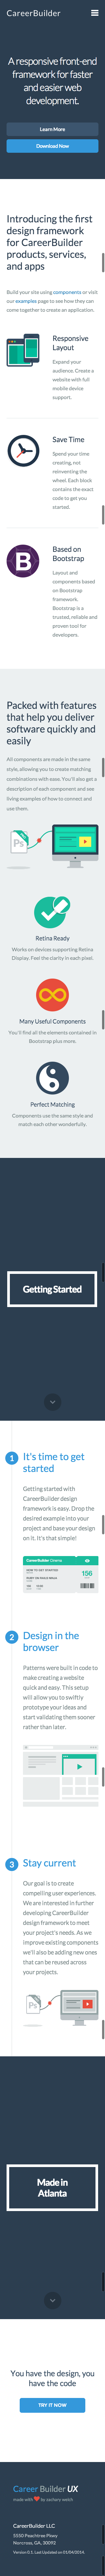 CareerBuilder
A responsive front-end
framework for faster
and easier web
development.
Learn More
Download Now
Introducing the first
design framework
for CareerBuilder
products, services,
and apps
Build your site using components or visit
our examples page to see how they can
come together to create an application.
Responsive
Layout
Expand your
audience. Create a
website with full
mobile device
support.
Save Time
Spend your time
creating, not
reinventing the
wheel. Each block
contains the exact
code to get you
started.
B
Based on
Bootstrap
Layout and
components based
on Bootstrap
framework.
Bootstrap is a
trusted, reliable and
proven tool for
developers.
Packed with features
that help you deliver
software quickly and
easily
All components are made in the same
style, allowing you to create matching
combinations with ease. You'll also get a
description of each component and see
living examples of how to connect and
use them.
Ps
Retina Ready
Works on devices supporting Retina
Display. Feel the clarity in each pixel.
Many Useful Components
You'll find all the elements contained in
Bootstrap plus more.
Perfect Matching
Components use the same style and
match each other wonderfully.
Getting Started
1
It's time to get
started
Getting started with
CareerBuilder design
framework is easy. Drop the
desired example into your
project and base your design
on it. It's that simple!
CareerBuilder Cinema
156
2
Design in the
browser
Patterns were built in code to
make creating a website
quick and easy. This setup
will allow you to swiftly
prototype your ideas and
start validating them sooner
rather than later.
3
Stay current
Our goal is to create
compelling user experiences.
We are interested in further
developing CareerBuilder
design framework to meet
your project's needs. As we
improve existing components
we'll also be adding new ones
that can be reused across
your projects.
Ps
Made in
Atlanta
You have the design, you
have the code
TRY IT NOW
Career Builder UX
made with ❤ by zachary welch
CareerBuilder LLC
5550 Peachtree Pkwy
Norcross, GA, 30092
Version 0.1. Last Updated on 01/04/2014.